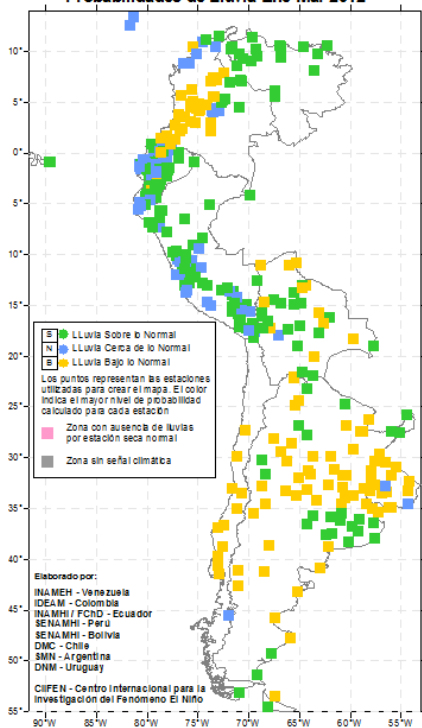 Probabilidades de Lluvia Ene-Mar 2012
10°
5°
0°
5°
10°
15°
20°
25°
30°
35°
40°
45°
50°
55°
S LLuvia Sobre lo Normal
N LLuvia Cerca de lo Normal
B LLuvia Bajo lo Normal
Los puntos representan las estaciones
utilizadas para crear el mapa. El color
indica el mayor nivel de probabilidad
calculado para cada estación
Zona con ausencia de lluvias
por estación seca normal
Zona sin señal climática
Elaborado por:
INAMEH - Venezuela
IDEAM - Colombia
INAMHI / FChD - Ecuador
SENAMHI - Perú
SENAMHI - Bolivia
DMC - Chile
SMN - Argentina
DNM - Uruguay
CIIFEN - Centro Internacional para la
Investigación del Fenómeno El Niño
90°W 85°W 80°W 75°W 70°W 65°W 60°W 55°W